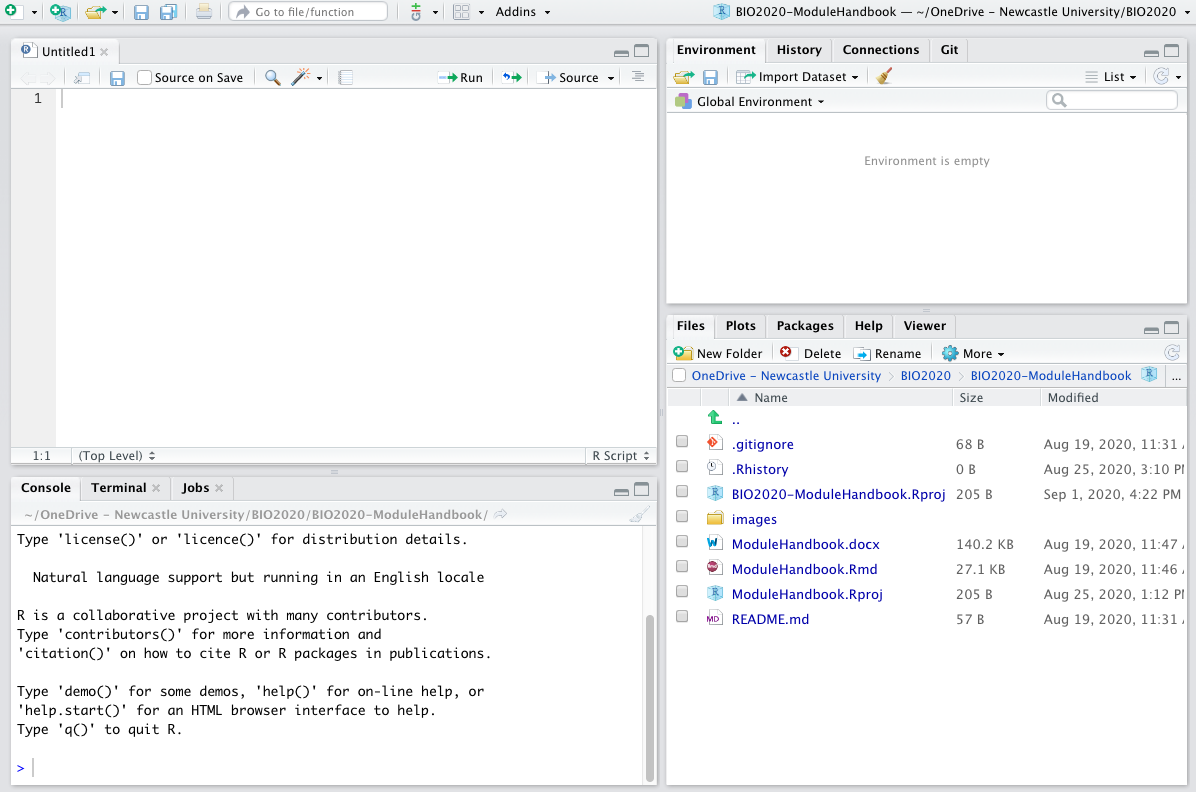 Go to file/function
Addins
BIO2020-ModuleHandbook — ~/OneDrive - Newcastle University/BIO2020
Untitled1
Source on Save
Run
Source
1
1:1
(Top Level)
R Script
Console
Terminal
Jobs
~/OneDrive - Newcastle University/BIO2020/BIO2020-ModuleHandbook/
Type 'license()' or 'licence()' for distribution details.
Natural language support but running in an English locale
R is a collaborative project with many contributors.
Type 'contributors()' for more information and
'citation()' on how to cite R or R packages in publications.
Type 'demo()' for some demos, 'help()' for on-line help, or
'help.start()' for an HTML browser interface to help.
Type 'q()' to quit R.
>
Environment
History
Connections
Git
Import Dataset
List
Global Environment
Environment is empty
Files
Plots
Packages
Help
Viewer
New Folder
Delete
Rename
More
OneDrive - Newcastle University
BIO2020
BIO2020-ModuleHandbook
...
Name Size Modified
..
.gitignore 68 B Aug 19, 2020, 11:31
.Rhistory 0 B Aug 25, 2020, 3:10 PM
BIO2020-ModuleHandbook.Rproj 205 B Sep 1, 2020, 4:22 PM
images
ModuleHandbook.docx 140.2 KB Aug 19, 2020, 11:47
ModuleHandbook.Rmd 27.1 KB Aug 19, 2020, 11:46
ModuleHandbook.Rproj 205 B Aug 25, 2020, 1:12 PM
README.md 57 B Aug 19, 2020, 11:31